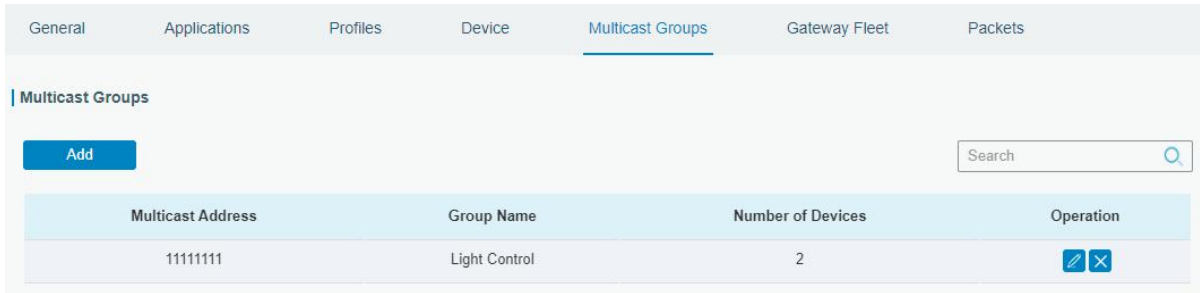 General Applications Profiles Device Multicast Groups Gateway Fleet Packets
Multicast Groups
Add Search
Multicast Address Group Name Number of Devices Operation
11111111 Light Control 2